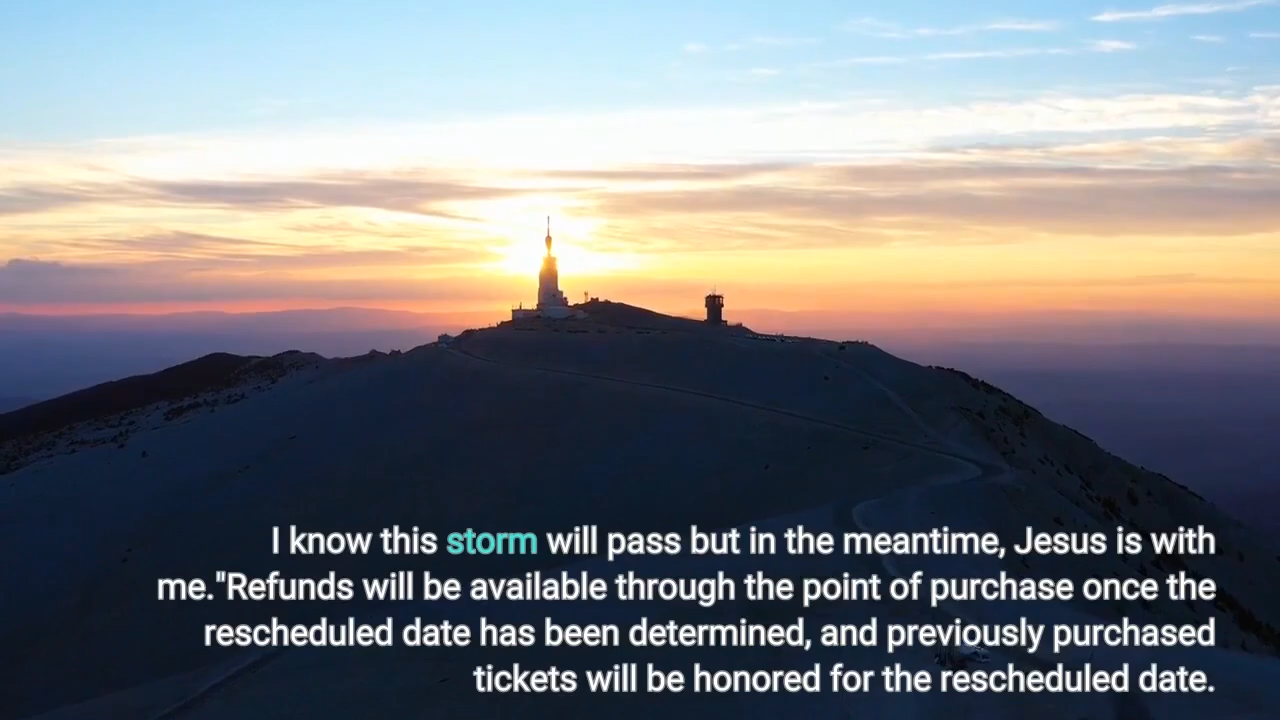 I know this storm will pass but in the meantime, Jesus is with
me."Refunds will be available through the point of purchase once the
rescheduled date has been determined, and previously purchased
tickets will be honored for the rescheduled date.